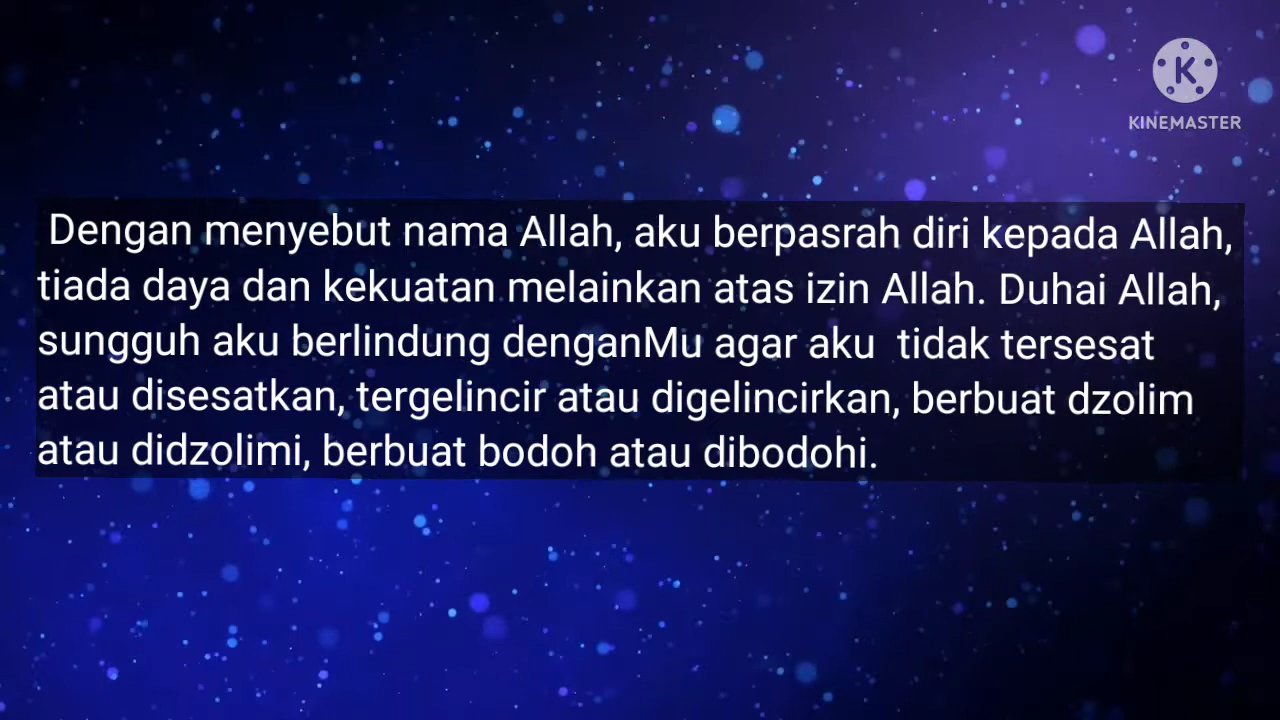 KINEMASTER
Dengan menyebut nama Allah, aku berpasrah diri kepada Allah,
tiada daya dan kekuatan melainkan atas izin Allah. Duhai Allah,
sungguh aku berlindung denganMu agar aku  tidak tersesat
atau disesatkan, tergelincir atau digelincirkan, berbuat dzolim
atau didzolimi, berbuat bodoh atau dibodohi.